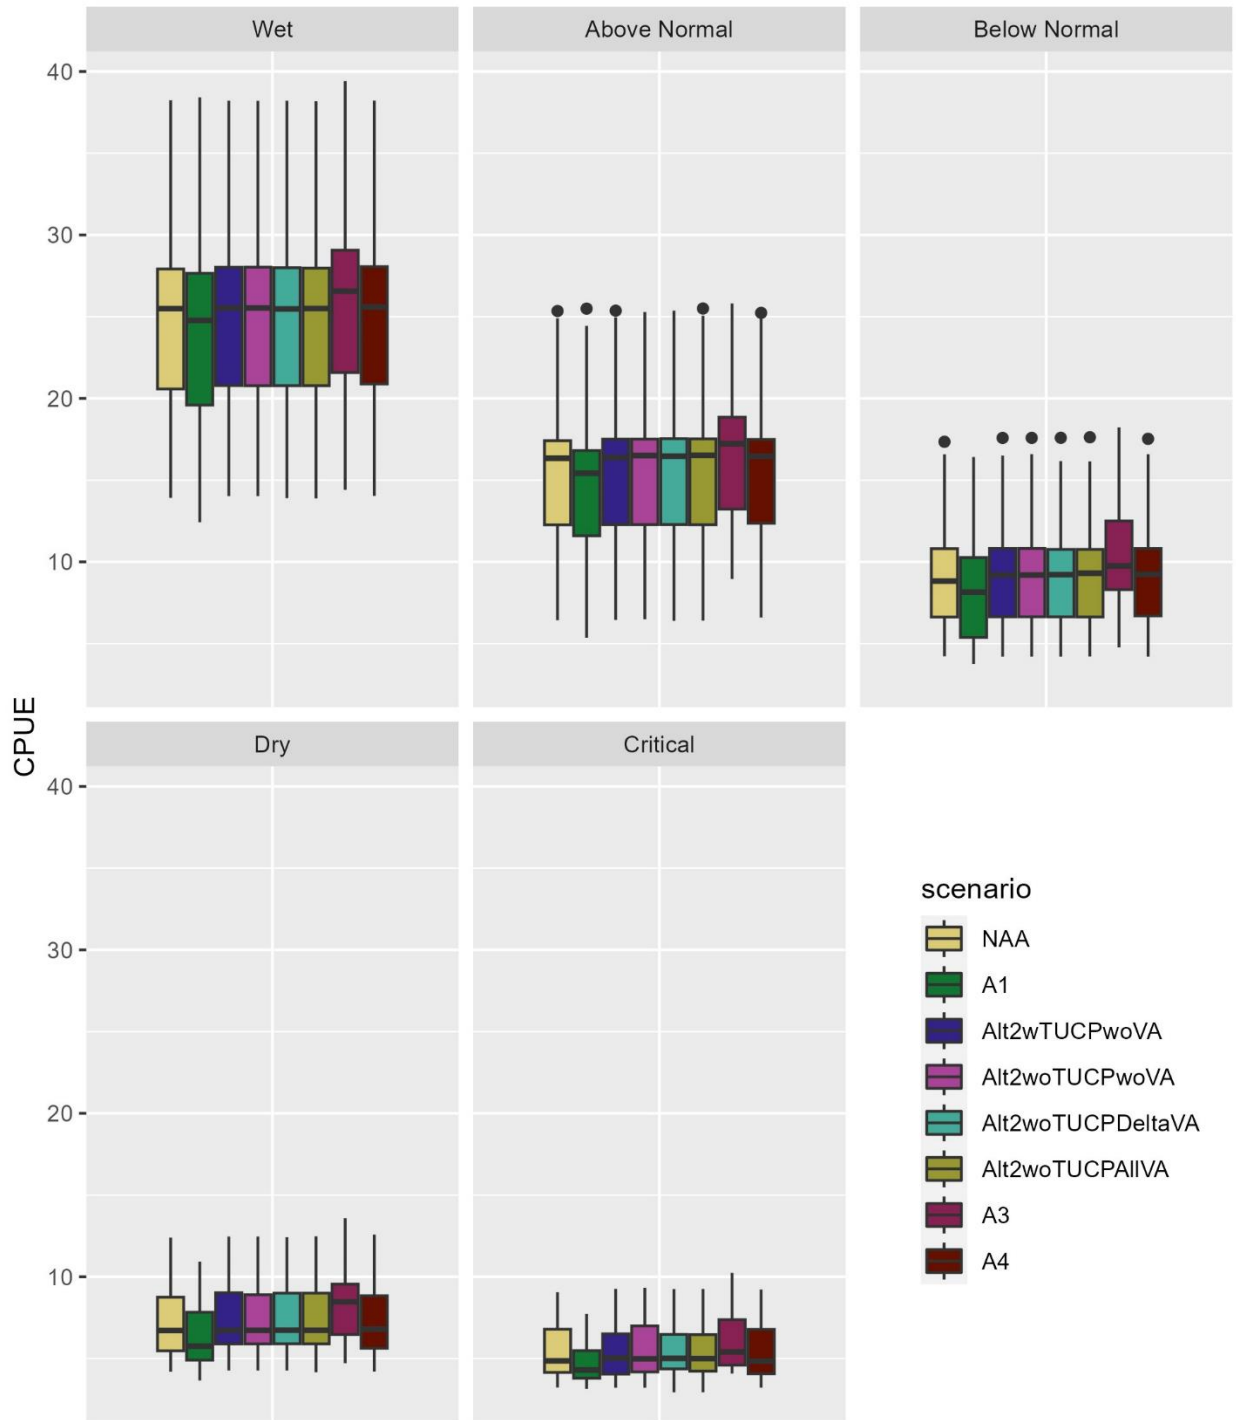 Wet
Above Normal
Below Normal
40
30
20
10
CPUE
Dry
Critical
40
30
20
10
scenario
NAA
A1
Alt2wTUCPwoVA
Alt2woTUCPwoVA
Alt2woTUCPDeltaVA
Alt2woTUCPAllVA
A3
A4